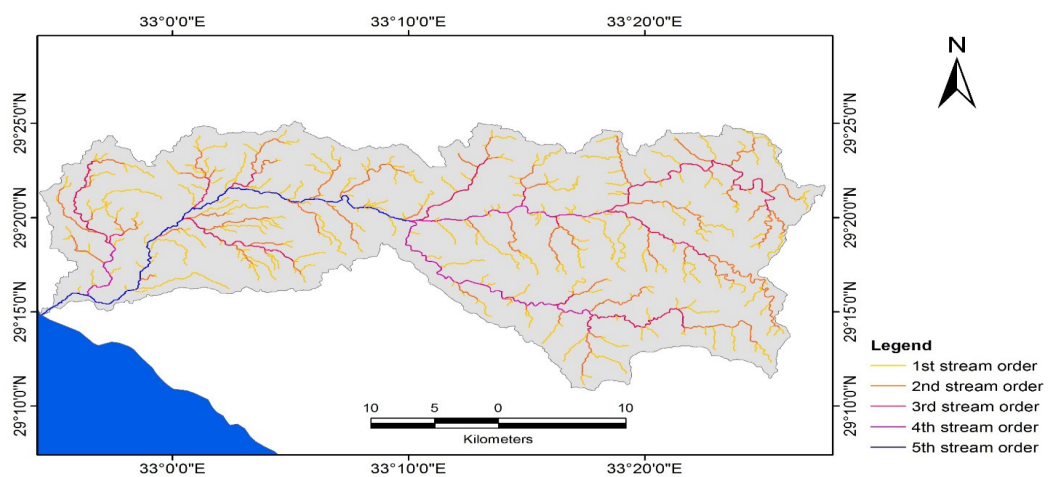 33°0'0"E 33°10'0"E 33°20'0"E
N
29°25'0"N 29°25'0"N
29°20'0"N 29°20'0"N
29°15'0"N 29°15'0"N
29°10'0"N 29°10'0"N
Legend
1st stream order
2nd stream order
3rd stream order
4th stream order
5th stream order
10 5 0 10
Kilometers
33°0'0"E 33°10'0"E 33°20'0"E